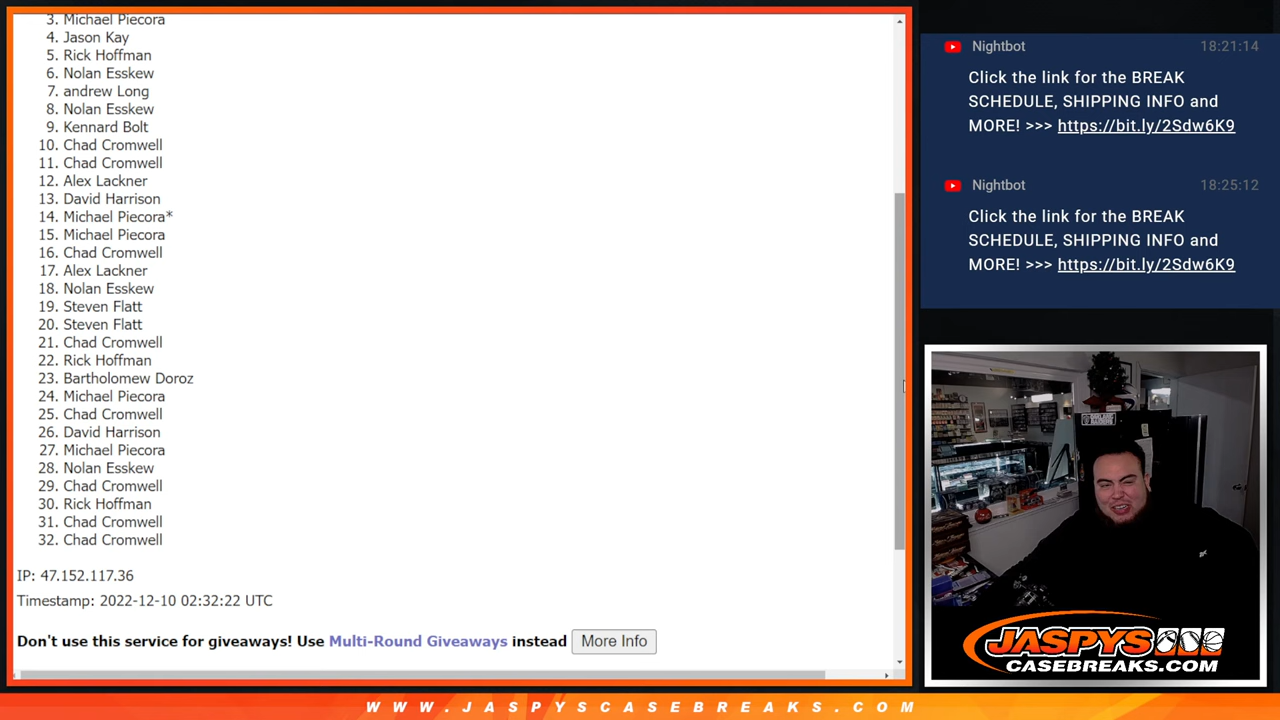 3. Michael Piecora
4. Jason Kay
5. Rick Hoffman
6. Nolan Esskew
7. andrew Long
8. Nolan Esskew
9. Kennard Bolt
10. Chad Cromwell
11. Chad Cromwell
12. Alex Lackner
13. David Harrison
14. Michael Piecora*
15. Michael Piecora
16. Chad Cromwell
17. Alex Lackner
18. Nolan Esskew
19. Steven Flatt
20. Steven Flatt
21. Chad Cromwell
22. Rick Hoffman
23. Bartholomew Doroz
24. Michael Piecora
25. Chad Cromwell
26. David Harrison
27. Michael Piecora
28. Nolan Esskew
29. Chad Cromwell
30. Rick Hoffman
31. Chad Cromwell
32. Chad Cromwell
IP: 47.152.117.36
Timestamp: 2022-12-10 02:32:22 UTC
Don't use this service for giveaways! Use Multi-Round Giveaways instead More Info
Nightbot 18:21:14
Click the link for the BREAK
SCHEDULE, SHIPPING INFO and
MORE! >>> https://bit.ly/2Sdw6K9
Nightbot 18:25:12
Click the link for the BREAK
SCHEDULE, SHIPPING INFO and
MORE! >>> https://bit.ly/2Sdw6K9
JASPYS
CASEBREAKS.COM
WWW.JASPYSCASEBREAKS.COM